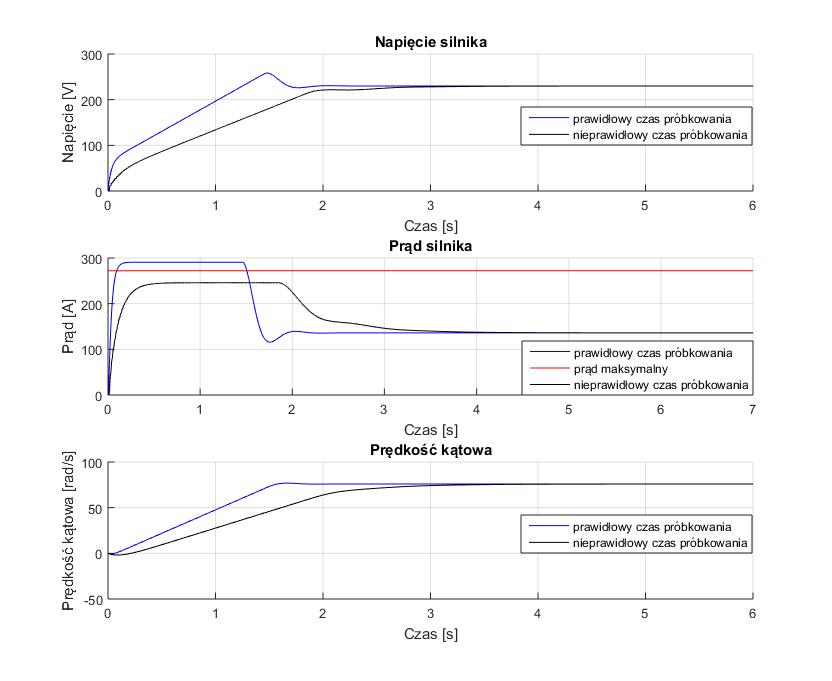 Napięcie silnika
300
200
100
0
Napięcie [V]
prawidłowy czas próbkowania
nieprawidłowy czas próbkowania
0 1 2 3 4 5 6
Czas [s]
Prąd silnika
300
200
100
0
Prąd [A]
prawidłowy czas próbkowania
prąd maksymalny
nieprawidłowy czas próbkowania
0 1 2 3 4 5 6 7
Czas [s]
Prędkość kątowa
100
50
0
-50
Prędkość kątowa [rad/s]
prawidłowy czas próbkowania
nieprawidłowy czas próbkowania
0 1 2 3 4 5 6
Czas [s]